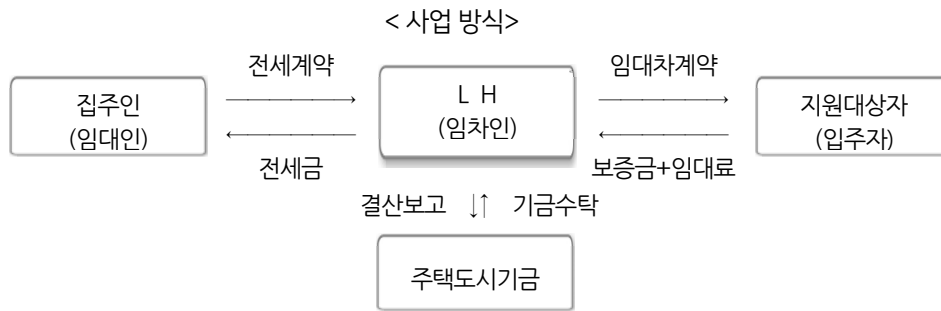 < 사업 방식>
전세계약
임대차계약
집주인
(임대인)
L H
(임차인)
지원대상자
(입주자)
전세금
보증금+임대료
결산보고 ↓↑ 기금수탁
주택도시기금